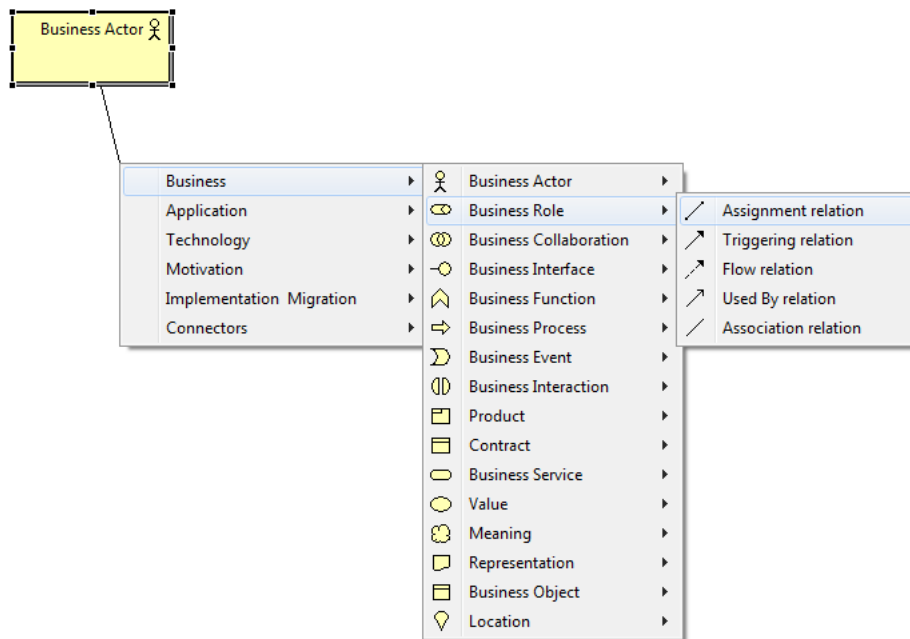 Business Actor
Business
Application
Technology
Motivation
Implementation Migration
Connectors
Business Actor
Business Role
Business Collaboration
Business Interface
Business Function
Business Process
Business Event
Business Interaction
Product
Contract
Business Service
Value
Meaning
Representation
Business Object
Location
Assignment relation
Triggering relation
Flow relation
Used By relation
Association relation